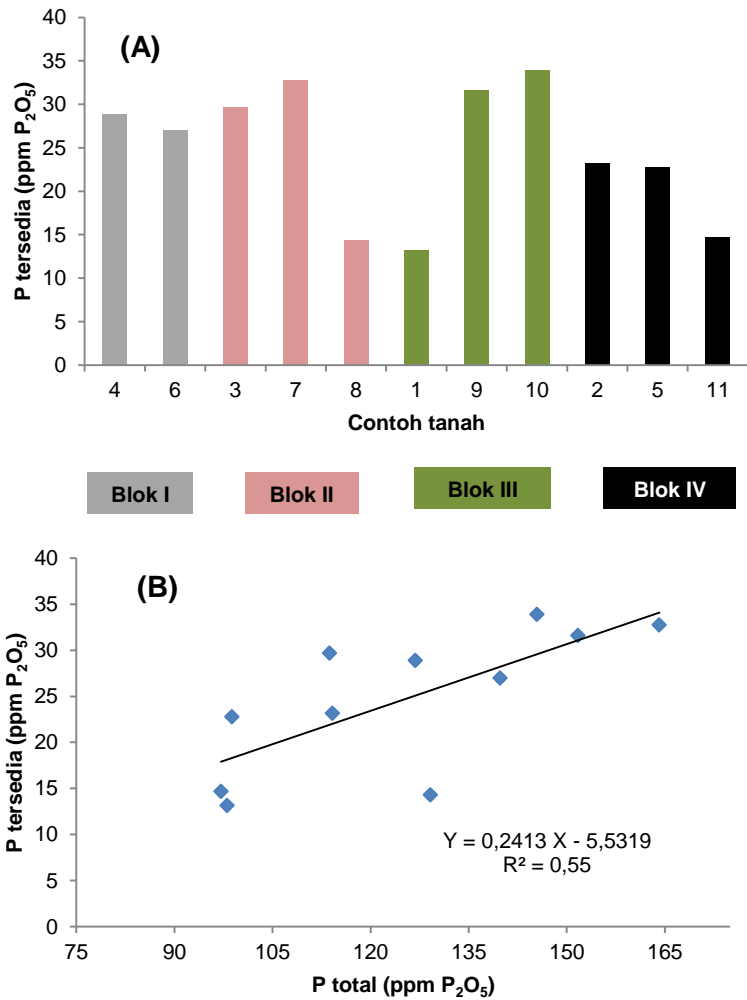 (A)
P tersedia (ppm P₂O₅)
40
35
30
25
20
15
10
5
0
4 6 3 7 8 1 9 10 2 5 11
Contoh tanah
Blok I Blok II Blok III Blok IV
(B)
P tersedia (ppm P₂O₅)
40
35
30
25
20
15
10
5
0
Y = 0,2413 X - 5,5319
R² = 0,55
75 90 105 120 135 150 165
P total (ppm P₂O₅)